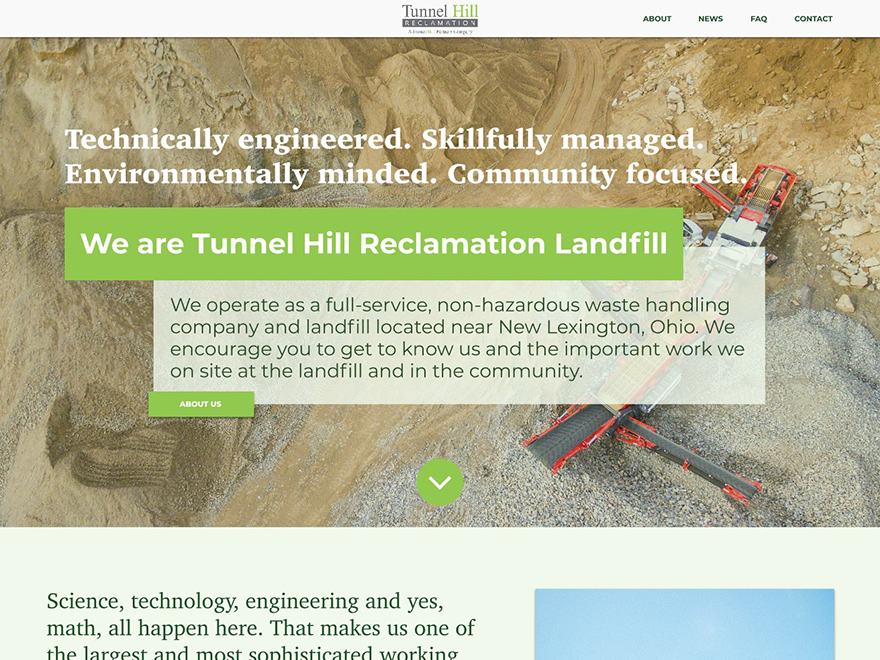 Tunnel Hill
RECLAMATION
ABOUT
NEWS
FAQ
CONTACT
Technically engineered. Skillfully managed.
Environmentally minded. Community focused.
We are Tunnel Hill Reclamation Landfill
We operate as a full-service, non-hazardous waste handling
company and landfill located near New Lexington, Ohio. We
encourage you to get to know us and the important work we
on site at the landfill and in the community.
ABOUT US
Science, technology, engineering and yes,
math, all happen here. That makes us one of
the largest and most sophisticated working